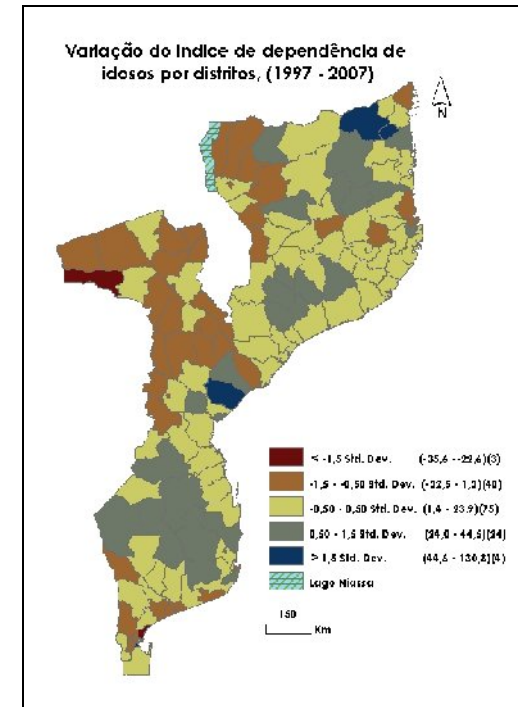 Variação do Indice de dependência de
idosos por distritos, (1997 - 2007)
N
< -1,5 Std. Dev. (-35,6 - -22,6)(3)
-1,5 - -0,50 Std. Dev. (-22,5 - 1,3)(40)
-0,50 - 0,50 Std. Dev. (1,4 - 23,9)(75)
0,50 - 1,5 Std. Dev. (24,0 - 44,5)(24)
> 1,5 Std. Dev. (44,6 - 130,8)(4)
Lago Niassa
150
Km